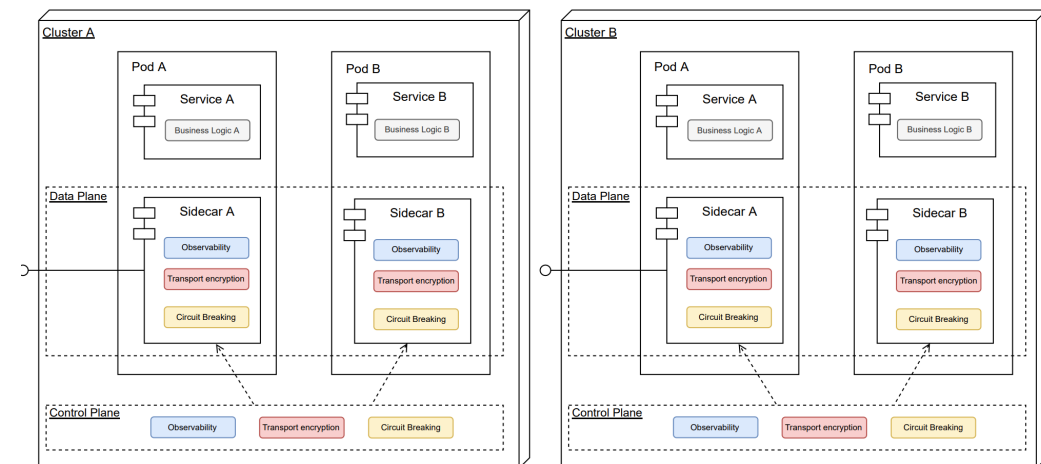 Cluster A
Pod A
Service A
Business Logic A
Pod B
Service B
Business Logic B
Data Plane
Sidecar A
Observability
Transport encryption
Circuit Breaking
Sidecar B
Observability
Transport encryption
Circuit Breaking
Control Plane
Observability
Transport encryption
Circuit Breaking
Cluster B
Pod A
Service A
Business Logic A
Pod B
Service B
Business Logic B
Data Plane
Sidecar A
Observability
Transport encryption
Circuit Breaking
Sidecar B
Observability
Transport encryption
Circuit Breaking
Control Plane
Observability
Transport encryption
Circuit Breaking